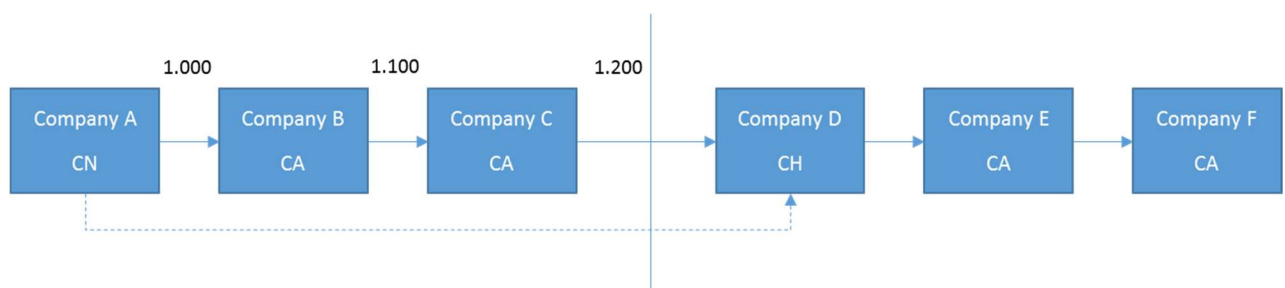 1.000
1.100
1.200
Company A
CN
Company B
CA
Company C
CA
Company D
CH
Company E
CA
Company F
CA